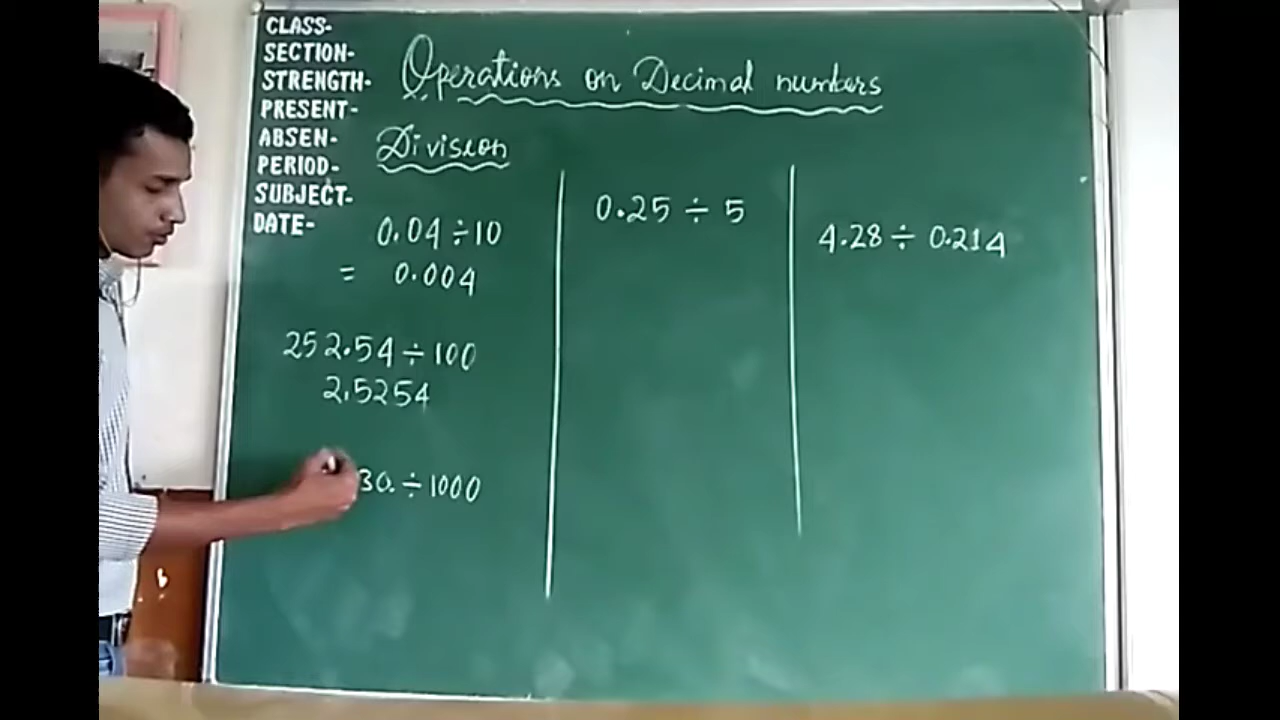 CLASS-
SECTION-
STRENGTH-
PRESENT-
ABSEN-
PERIOD-
SUBJECT-
DATE-
Operations on Decimal numbers
Division
0.04 ÷ 10
= 0.004
252.54 ÷ 100
2.5254
30. ÷ 1000
0.25 ÷ 5
4.28 ÷ 0.214